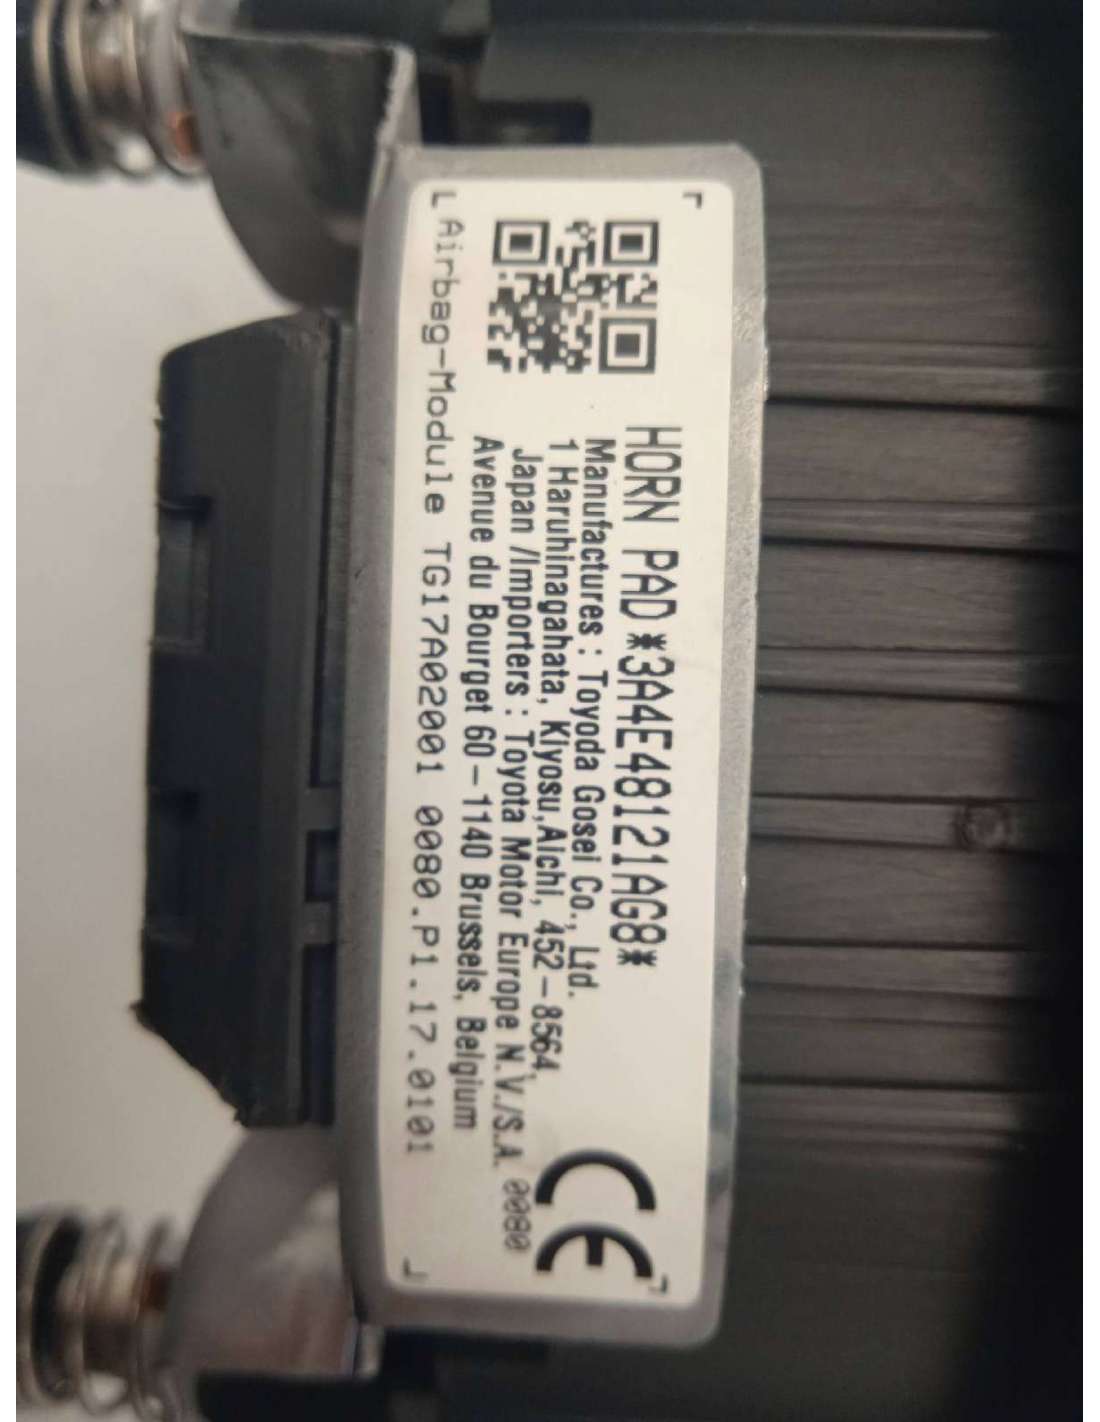 HORN PAD *3A4E48121AG8*
Manufactures : Toyoda Gosei Co., Ltd.
1 Haruhinagahata, Kiyosu,Aichi, 452-8564,
Japan /Importers : Toyota Motor Europe N.V./S.A.
Avenue du Bourget 60-1140 Brussels, Belgium
Airbag-Module TG17A02001 0080.P1.17.0101
CE
0080